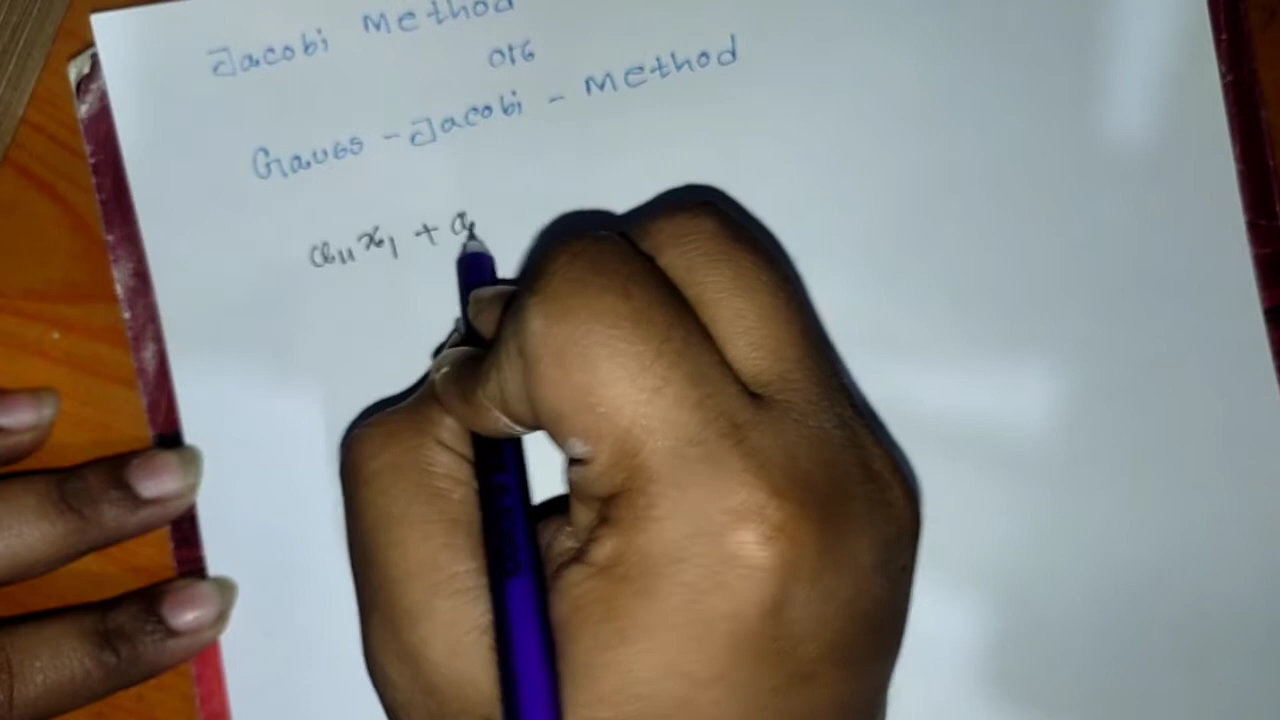 Jacobi Method
or
Gauss - Jacobi - Method
a₁₁x₁ + a